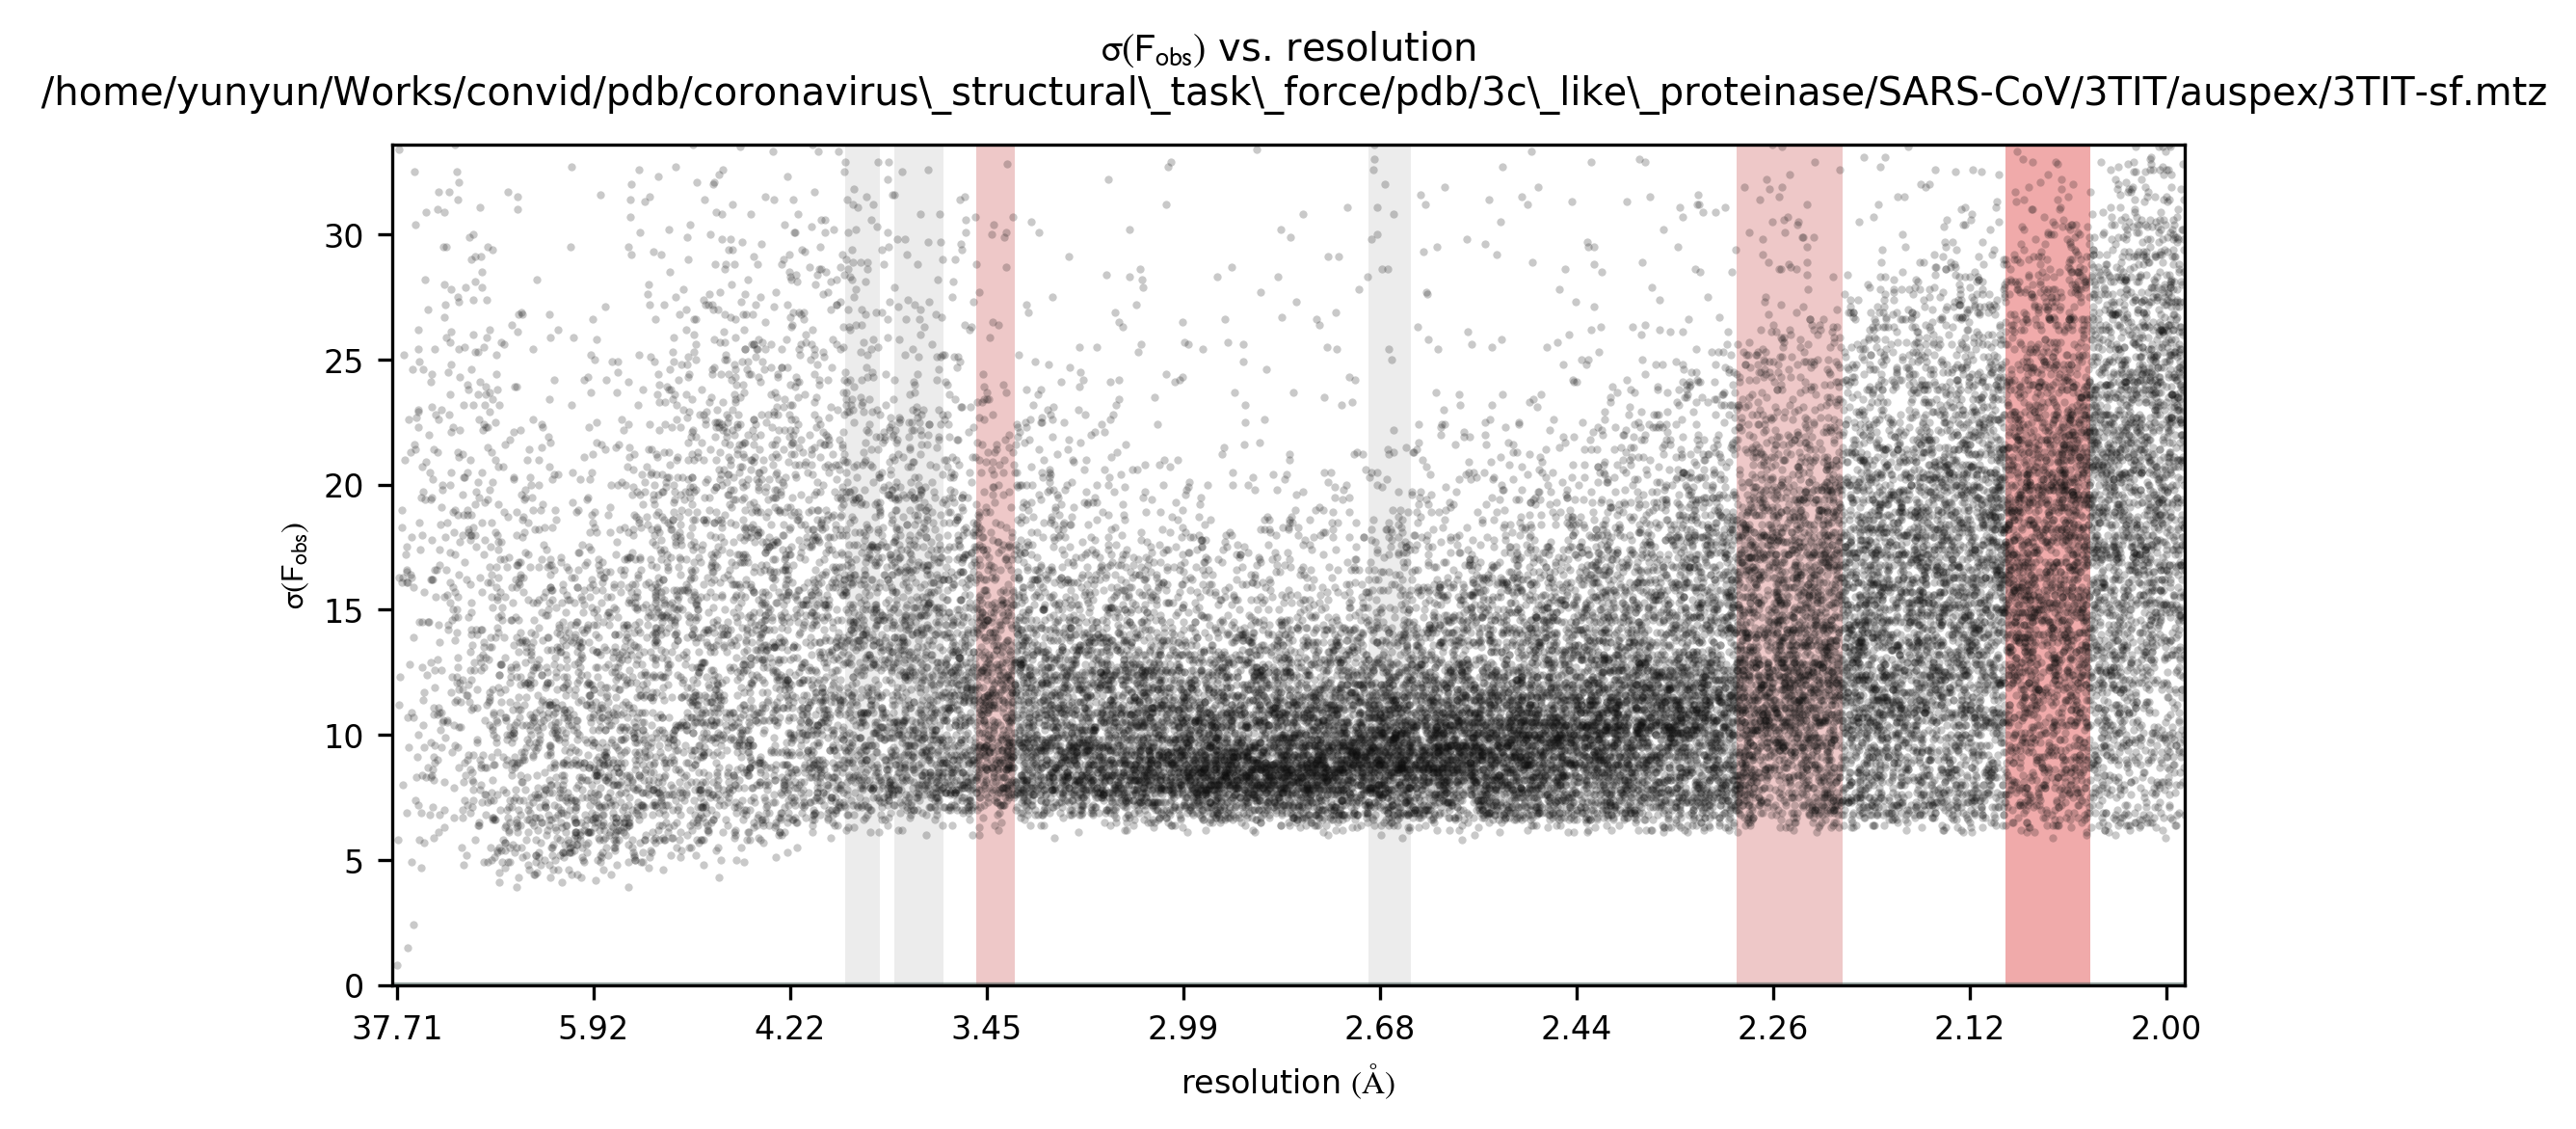 σ(Fobs) vs. resolution
/home/yunyun/Works/convid/pdb/coronavirus\_structural\_task\_force/pdb/3c\_like\_proteinase/SARS-CoV/3TIT/auspex/3TIT-sf.mtz
30
25
20
15
10
5
0
σ(Fobs)
37.71 5.92 4.22 3.45 2.99 2.68 2.44 2.26 2.12 2.00
resolution (Å)